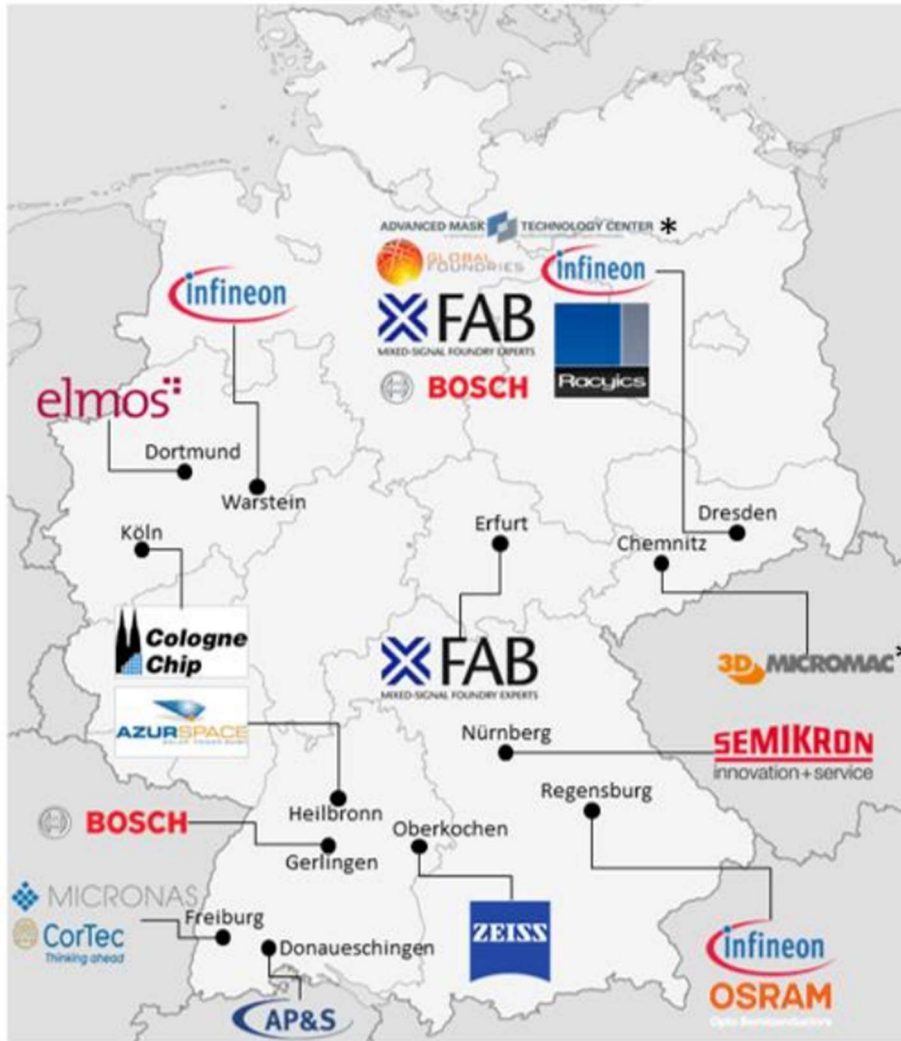 ADVANCED MASK TECHNOLOGY CENTER *
GLOBAL
FOUNDRIES
infineon
infineon
XFAB
MIXED-SIGNAL FOUNDRY EXPERTS
Racyics
BOSCH
elmos
Dortmund
Warstein
Köln
Erfurt
Dresden
Chemnitz
Cologne
Chip
XFAB
MIXED-SIGNAL FOUNDRY EXPERTS
3D MICROMAC*
AZURSPACE
Nürnberg
SEMIKRON
innovation+service
Heilbronn
Regensburg
BOSCH
Oberkochen
Gerlingen
MICRONAS
CorTec
Thinking ahead
Freiburg
Donaueschingen
ZEISS
infineon
OSRAM
Opto Semiconductors
AP&S